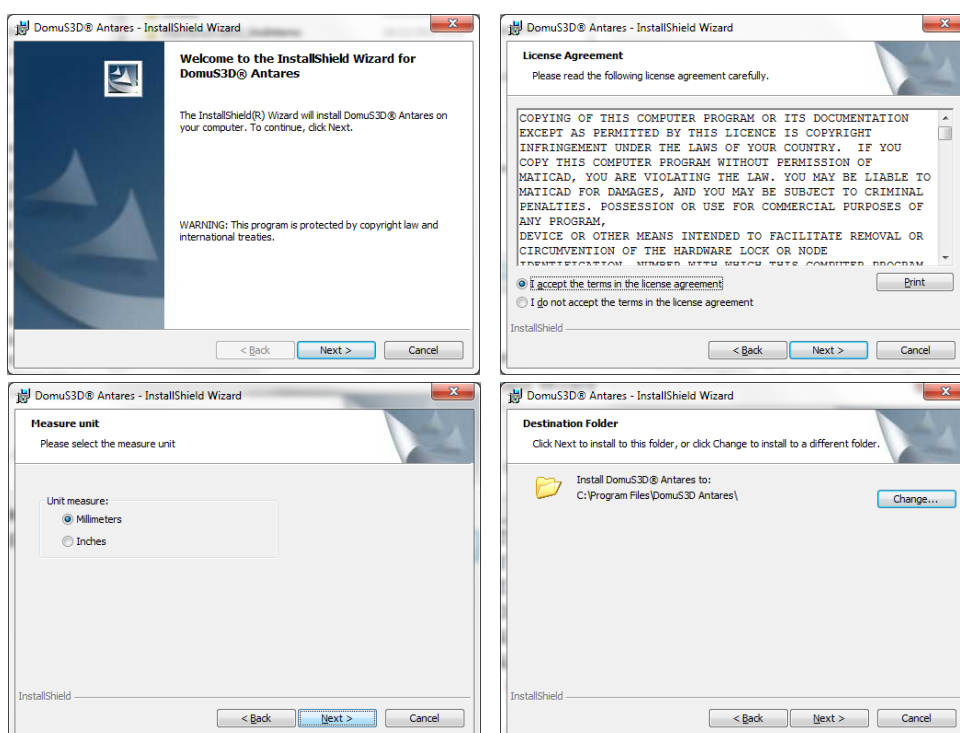 DomuS3D® Antares - InstallShield Wizard
Welcome to the InstallShield Wizard for
DomuS3D® Antares
The InstallShield(R) Wizard will install DomuS3D® Antares on
your computer. To continue, click Next.
WARNING: This program is protected by copyright law and
international treaties.
< Back
Next >
Cancel
DomuS3D® Antares - InstallShield Wizard
License Agreement
Please read the following license agreement carefully.
COPYING OF THIS COMPUTER PROGRAM OR ITS DOCUMENTATION
EXCEPT AS PERMITTED BY THIS LICENCE IS COPYRIGHT
INFRINGEMENT UNDER THE LAWS OF YOUR COUNTRY. IF YOU
COPY THIS COMPUTER PROGRAM WITHOUT PERMISSION OF
MATICAD, YOU ARE VIOLATING THE LAW. YOU MAY BE LIABLE TO
MATICAD FOR DAMAGES, AND YOU MAY BE SUBJECT TO CRIMINAL
PENALTIES. POSSESSION OR USE FOR COMMERCIAL PURPOSES OF
ANY PROGRAM,
DEVICE OR OTHER MEANS INTENDED TO FACILITATE REMOVAL OR
CIRCUMVENTION OF THE HARDWARE LOCK OR NODE
IDENTIFICATION NUMBER WITH WHICH THIS COMPUTER PROGRAM
I accept the terms in the license agreement
Print
I do not accept the terms in the license agreement
InstallShield
< Back
Next >
Cancel
DomuS3D® Antares - InstallShield Wizard
Measure unit
Please select the measure unit
Unit measure:
Millimeters
Inches
InstallShield
< Back
Next >
Cancel
DomuS3D® Antares - InstallShield Wizard
Destination Folder
Click Next to install to this folder, or click Change to install to a different folder.
Install DomuS3D® Antares to:
C:\Program Files\DomuS3D Antares\
Change...
InstallShield
< Back
Next >
Cancel